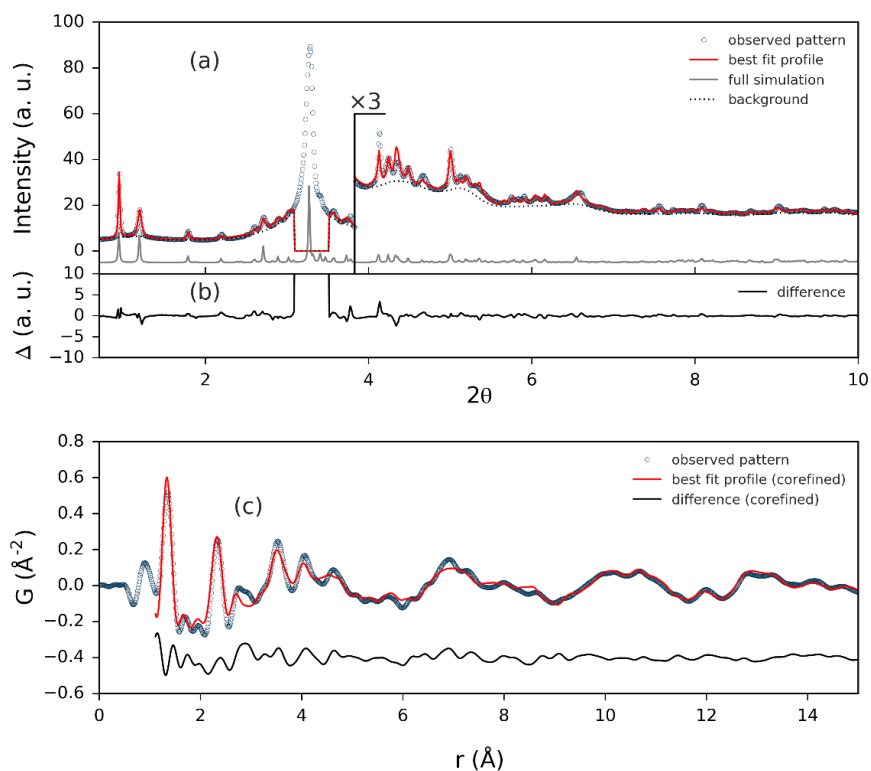 100
80
60
40
20
0
Intensity (a. u.)
(a)
×3
observed pattern
best fit profile
full simulation
background
10
5
0
−5
−10
Δ (a. u.)
(b)
difference
2
4
6
8
10
2θ
0.8
0.6
0.4
0.2
0.0
−0.2
−0.4
−0.6
G (Å⁻²)
(c)
observed pattern
best fit profile (corefined)
difference (corefined)
0
2
4
6
8
10
12
14
r (Å)